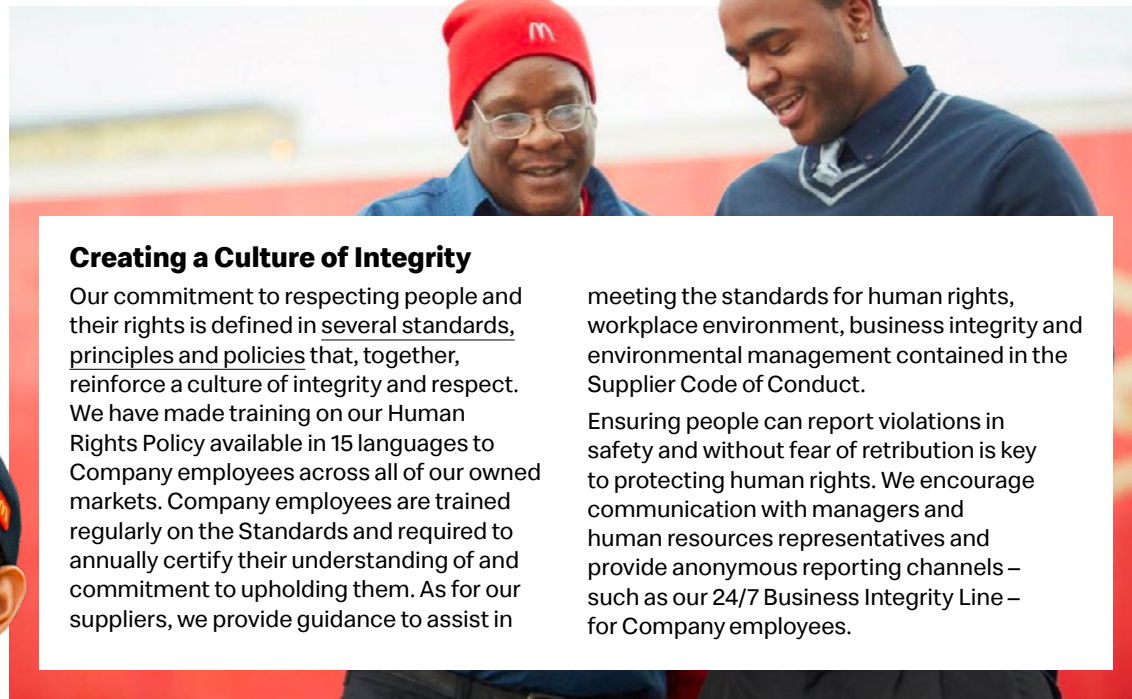 Creating a Culture of Integrity
Our commitment to respecting people and
their rights is defined in several standards,
principles and policies that, together,
reinforce a culture of integrity and respect.
We have made training on our Human
Rights Policy available in 15 languages to
Company employees across all of our owned
markets. Company employees are trained
regularly on the Standards and required to
annually certify their understanding of and
commitment to upholding them. As for our
suppliers, we provide guidance to assist in
meeting the standards for human rights,
workplace environment, business integrity and
environmental management contained in the
Supplier Code of Conduct.
Ensuring people can report violations in
safety and without fear of retribution is key
to protecting human rights. We encourage
communication with managers and
human resources representatives and
provide anonymous reporting channels –
such as our 24/7 Business Integrity Line –
for Company employees.